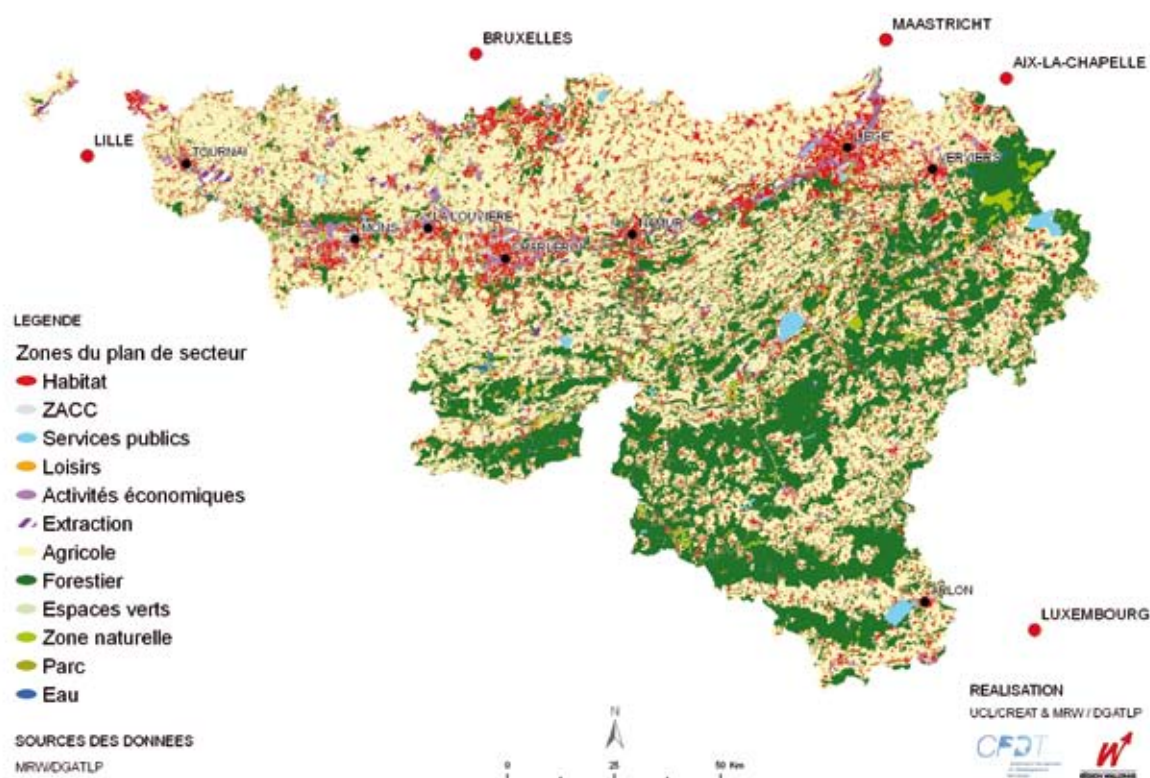 BRUXELLES
MAASTRICHT
AIX-LA-CHAPELLE
LILLE
TOURNAI
LIEGE
VERVIERS
MONS
LA LOUVIERE
CHARLEROI
NAMUR
ARLON
LUXEMBOURG
LEGENDE
Zones du plan de secteur
Habitat
ZACC
Services publics
Loisirs
Activités économiques
Extraction
Agricole
Forestier
Espaces verts
Zone naturelle
Parc
Eau
SOURCES DES DONNEES
MRW/DGATLP
N
0 25 50 Km
REALISATION
UCL/CREAT & MRW / DGATLP